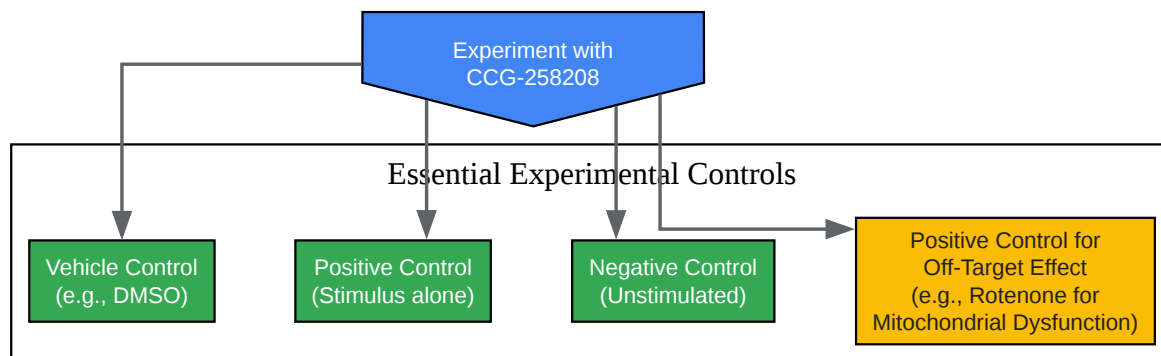 Experiment with
CCG-258208
Essential Experimental Controls
Vehicle Control
(e.g., DMSO)
Positive Control
(Stimulus alone)
Negative Control
(Unstimulated)
Positive Control for
Off-Target Effect
(e.g., Rotenone for
Mitochondrial Dysfunction)